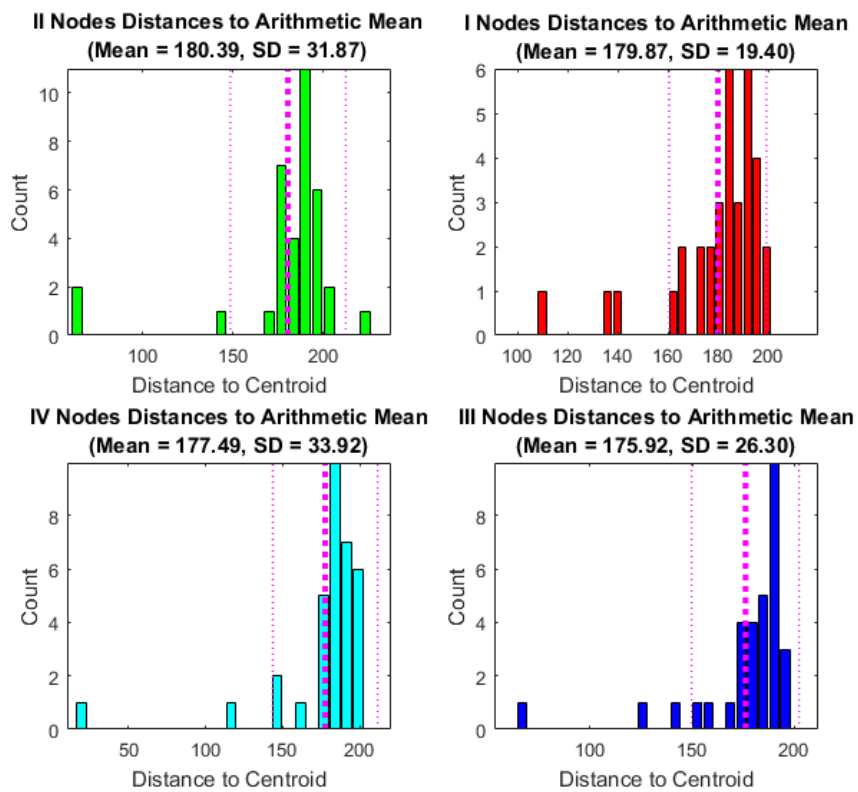 II Nodes Distances to Arithmetic Mean
(Mean = 180.39, SD = 31.87)
10
8
6
4
2
0
Count
100
150
200
Distance to Centroid
I Nodes Distances to Arithmetic Mean
(Mean = 179.87, SD = 19.40)
6
5
4
3
2
1
0
Count
100
120
140
160
180
200
Distance to Centroid
IV Nodes Distances to Arithmetic Mean
(Mean = 177.49, SD = 33.92)
8
6
4
2
0
Count
50
100
150
200
Distance to Centroid
III Nodes Distances to Arithmetic Mean
(Mean = 175.92, SD = 26.30)
8
6
4
2
0
Count
100
150
200
Distance to Centroid